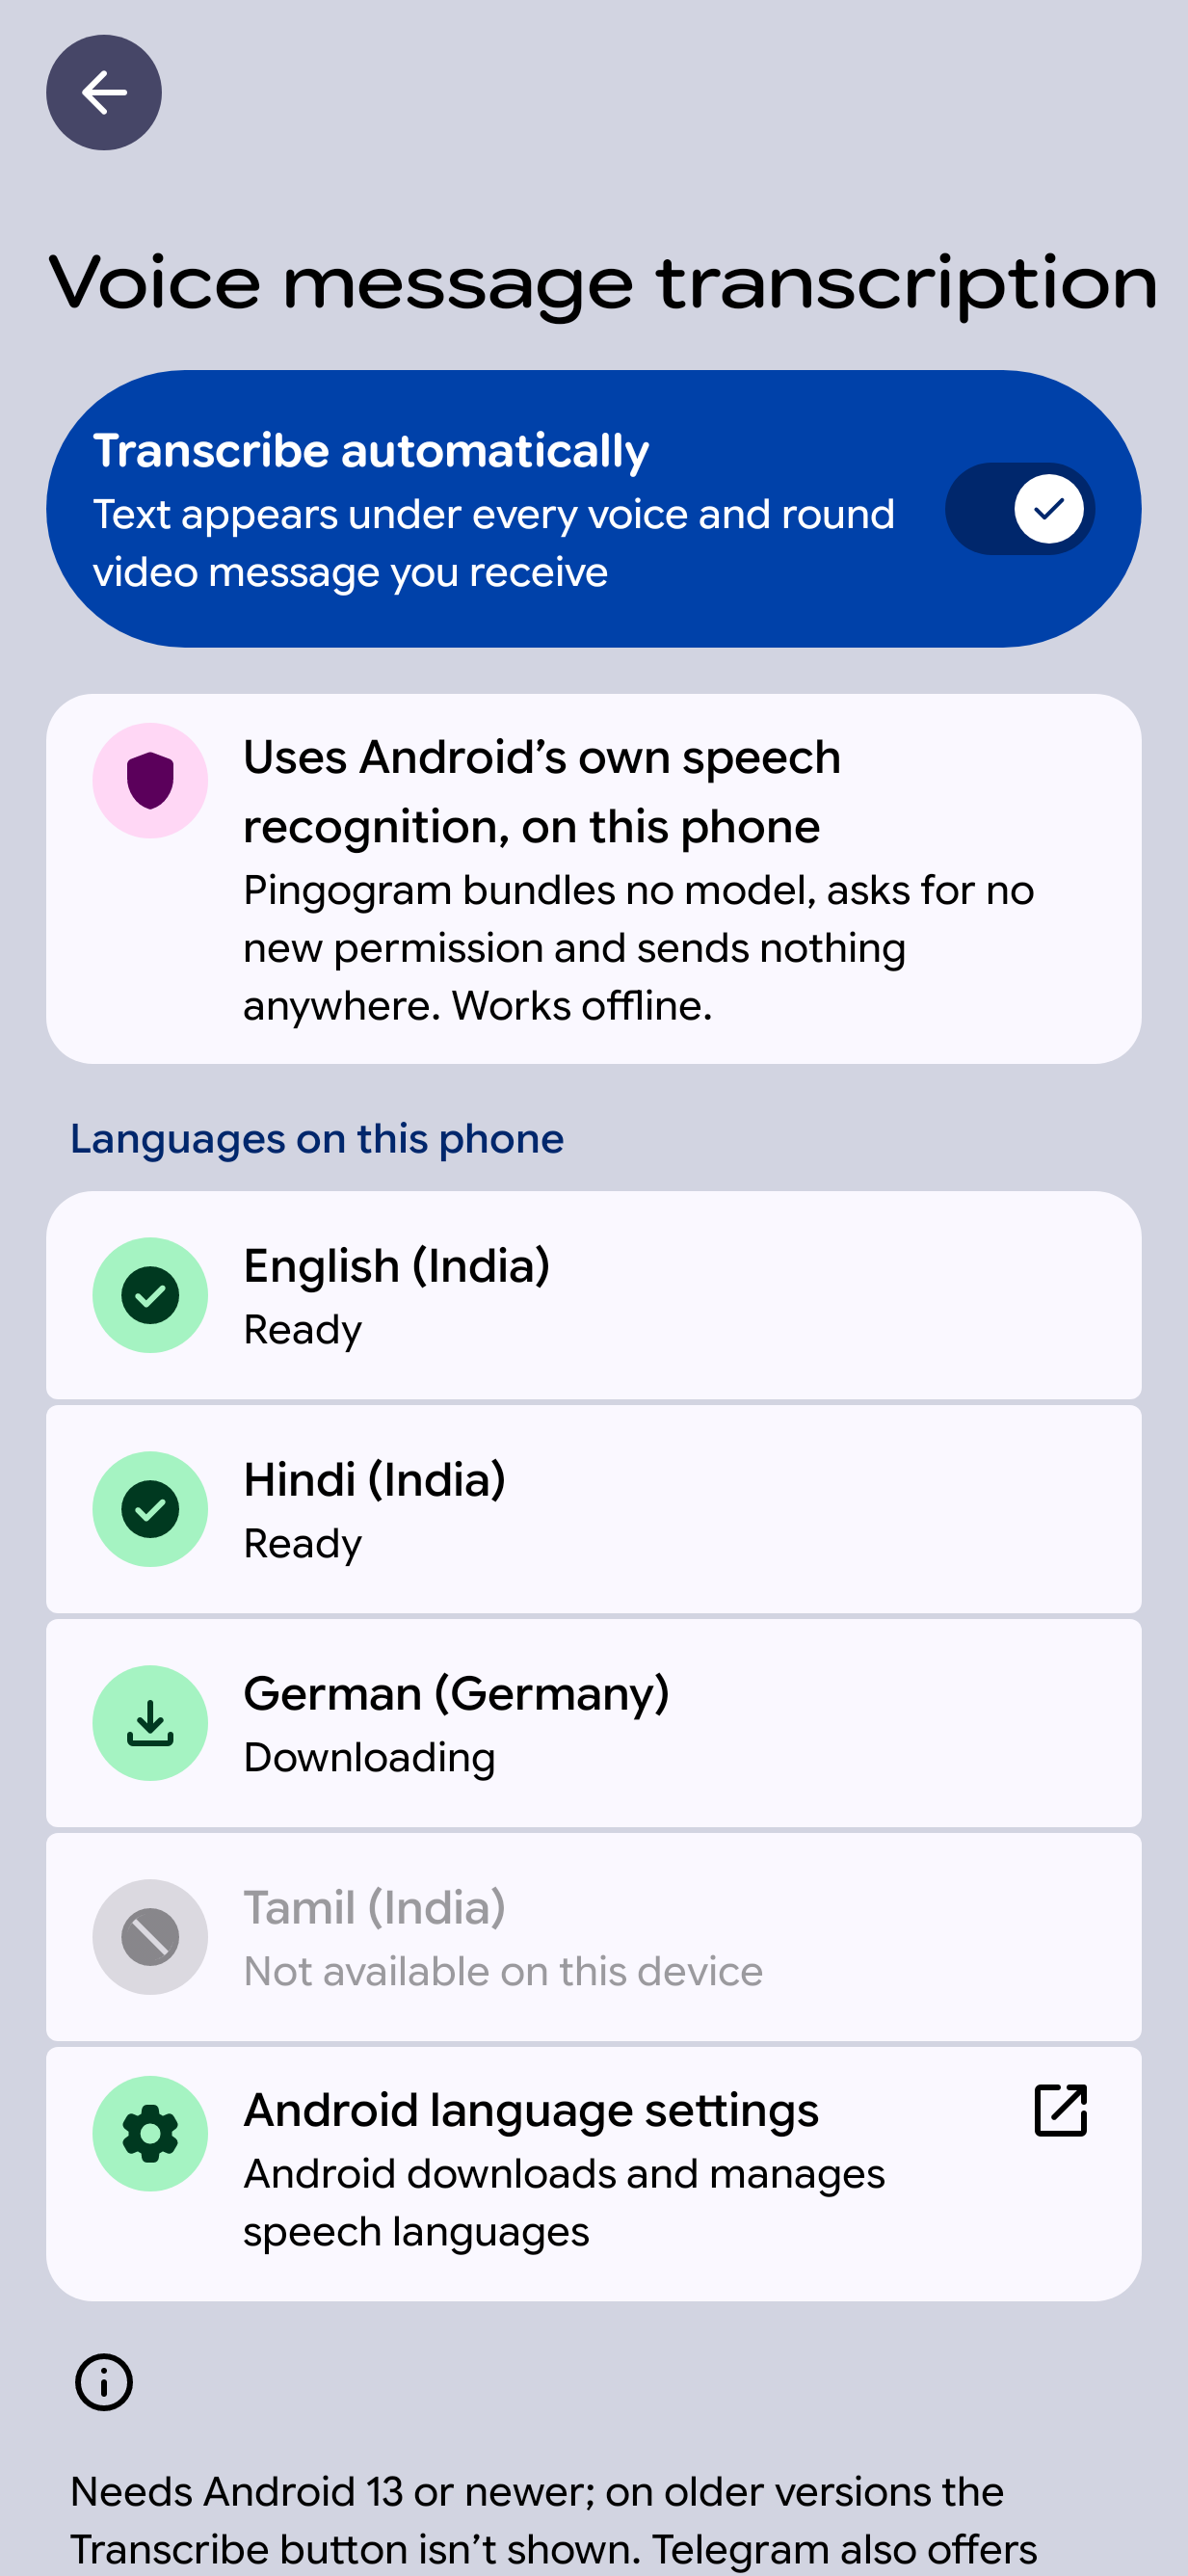 Voice message transcription
Transcribe automatically
Text appears under every voice and round
video message you receive
Uses Android’s own speech
recognition, on this phone
Pingogram bundles no model, asks for no
new permission and sends nothing
anywhere. Works offline.
Languages on this phone
English (India)
Ready
Hindi (India)
Ready
German (Germany)
Downloading
Tamil (India)
Not available on this device
Android language settings
Android downloads and manages
speech languages
Needs Android 13 or newer; on older versions the
Transcribe button isn’t shown. Telegram also offers